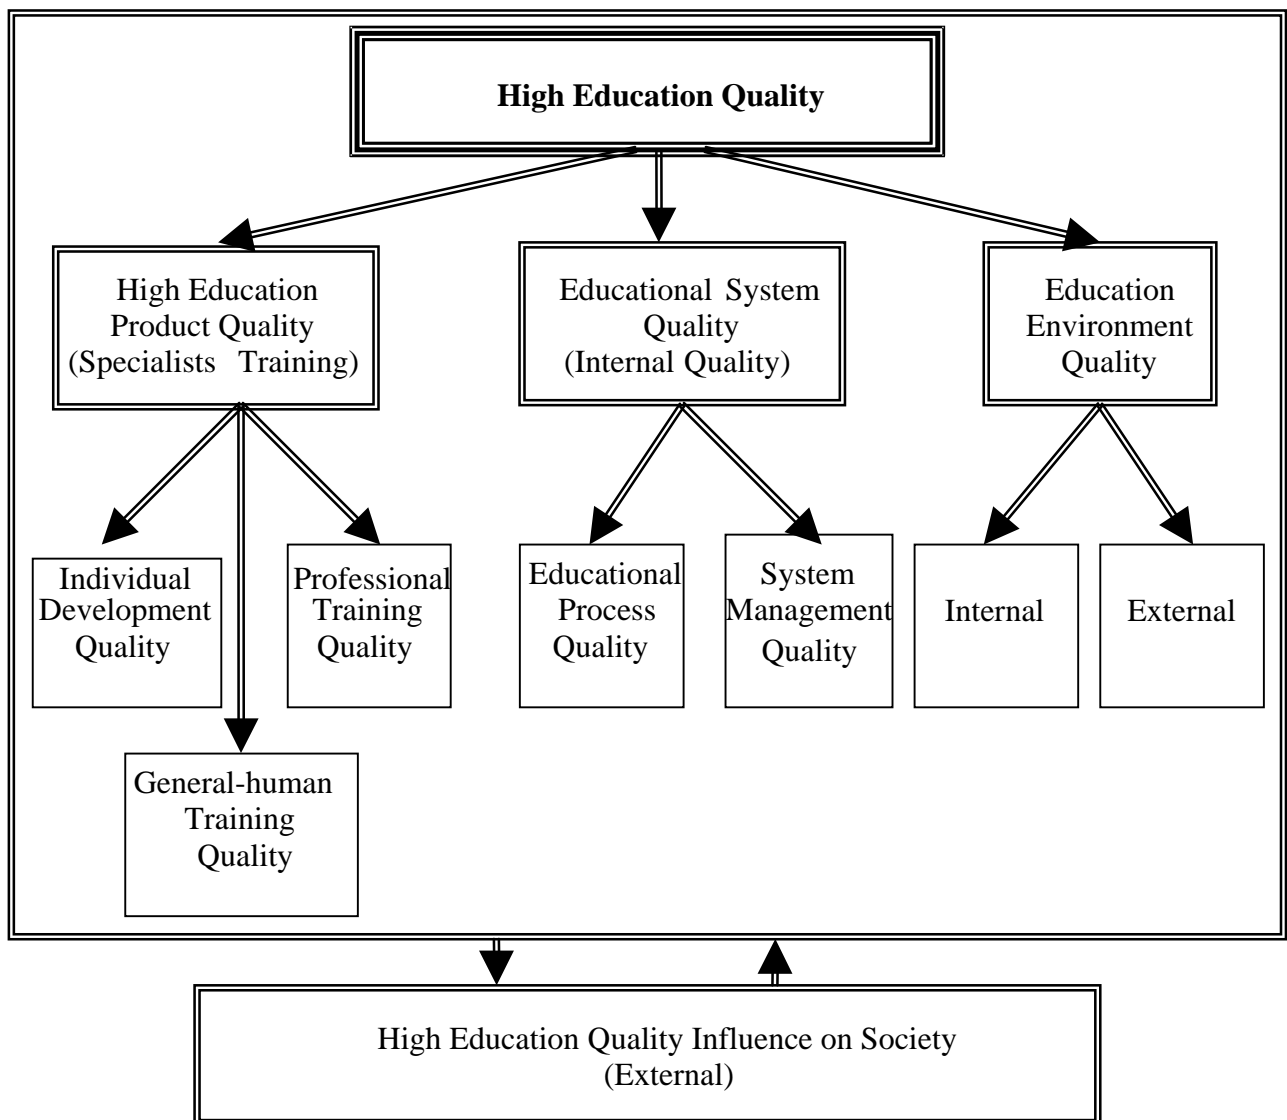 High Education Quality
High Education
Product Quality
(Specialists Training)
Educational System
Quality
(Internal Quality)
Education
Environment
Quality
Individual
Development
Quality
Professional
Training
Quality
Educational
Process
Quality
System
Management
Quality
Internal
External
General-human
Training
Quality
High Education Quality Influence on Society
(External)